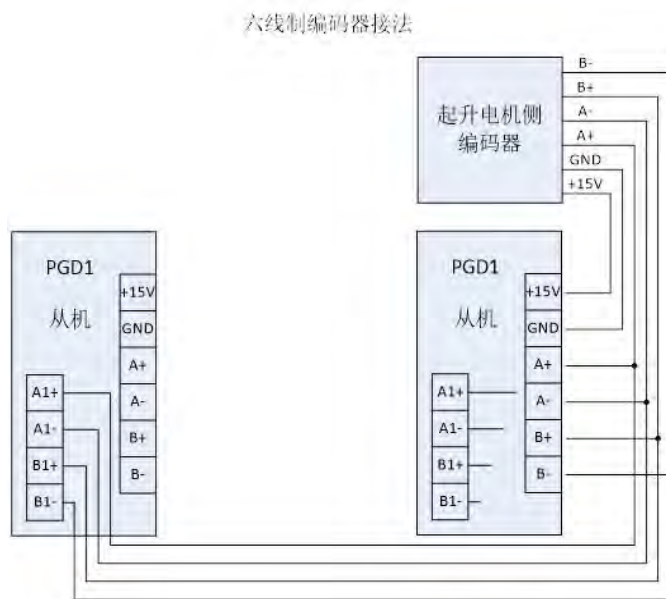 六线制编码器接法
起升电机侧
编码器
B-
B+
A-
A+
GND
+15V
PGD1
从机
+15V
GND
A+
A-
B+
B-
A1+
A1-
B1+
B1-
PGD1
从机
+15V
GND
A+
A-
B+
B-
A1+
A1-
B1+
B1-